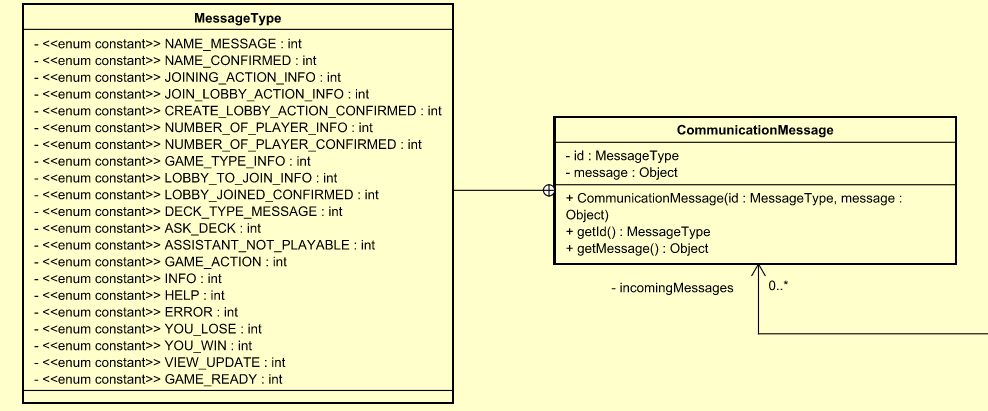 MessageType
- <<enum constant>> NAME_MESSAGE : int
- <<enum constant>> NAME_CONFIRMED : int
- <<enum constant>> JOINING_ACTION_INFO : int
- <<enum constant>> JOIN_LOBBY_ACTION_INFO : int
- <<enum constant>> CREATE_LOBBY_ACTION_CONFIRMED : int
- <<enum constant>> NUMBER_OF_PLAYER_INFO : int
- <<enum constant>> NUMBER_OF_PLAYER_CONFIRMED : int
- <<enum constant>> GAME_TYPE_INFO : int
- <<enum constant>> LOBBY_TO_JOIN_INFO : int
- <<enum constant>> LOBBY_JOINED_CONFIRMED : int
- <<enum constant>> DECK_TYPE_MESSAGE : int
- <<enum constant>> ASK_DECK : int
- <<enum constant>> ASSISTANT_NOT_PLAYABLE : int
- <<enum constant>> GAME_ACTION : int
- <<enum constant>> INFO : int
- <<enum constant>> HELP : int
- <<enum constant>> ERROR : int
- <<enum constant>> YOU_LOSE : int
- <<enum constant>> YOU_WIN : int
- <<enum constant>> VIEW_UPDATE : int
- <<enum constant>> GAME_READY : int
CommunicationMessage
- id : MessageType
- message : Object
+ CommunicationMessage(id : MessageType, message :
Object)
+ getId() : MessageType
+ getMessage() : Object
- incomingMessages
0..*